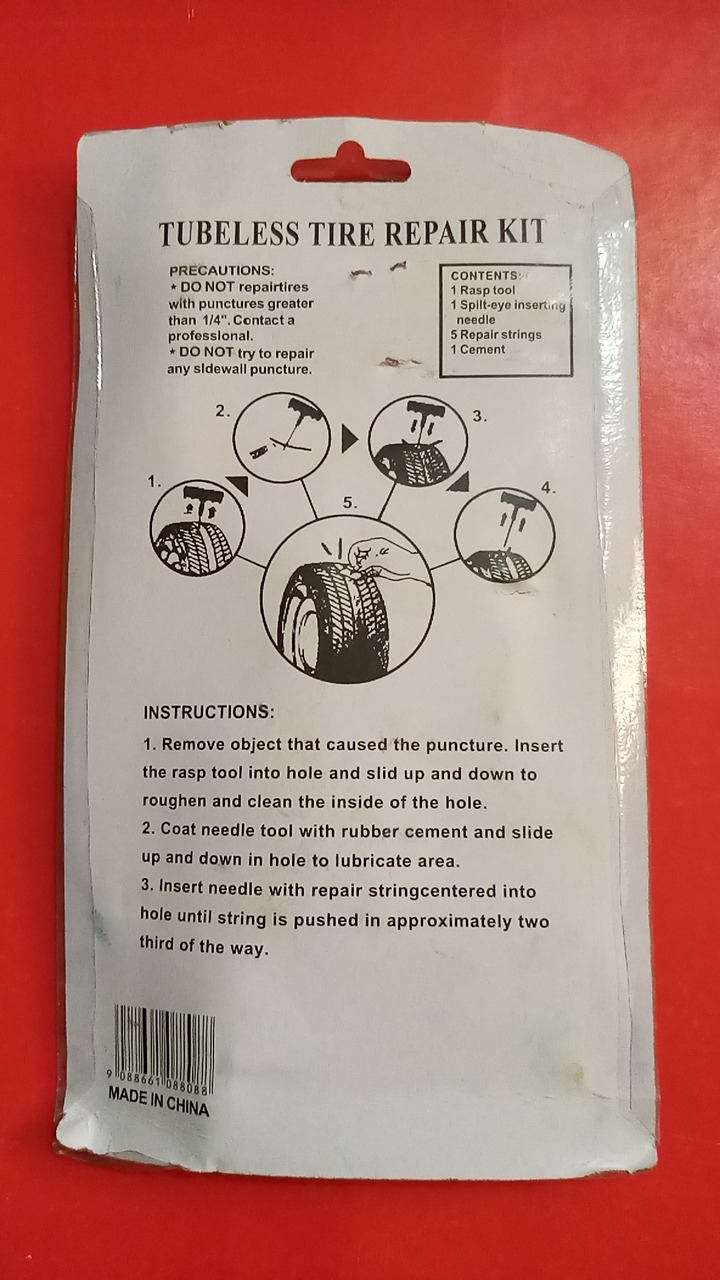 TUBELESS TIRE REPAIR KIT
PRECAUTIONS:
* DO NOT repairtires
with punctures greater
than 1/4". Contact a
professional.
* DO NOT try to repair
any sidewall puncture.
CONTENTS:
1 Rasp tool
1 Spilt-eye inserting
needle
5 Repair strings
1 Cement
2.
3.
1.
4.
5.
INSTRUCTIONS:
1. Remove object that caused the puncture. Insert
the rasp tool into hole and slid up and down to
roughen and clean the inside of the hole.
2. Coat needle tool with rubber cement and slide
up and down in hole to lubricate area.
3. Insert needle with repair stringcentered into
hole until string is pushed in approximately two
third of the way.
9 088661 088088
MADE IN CHINA